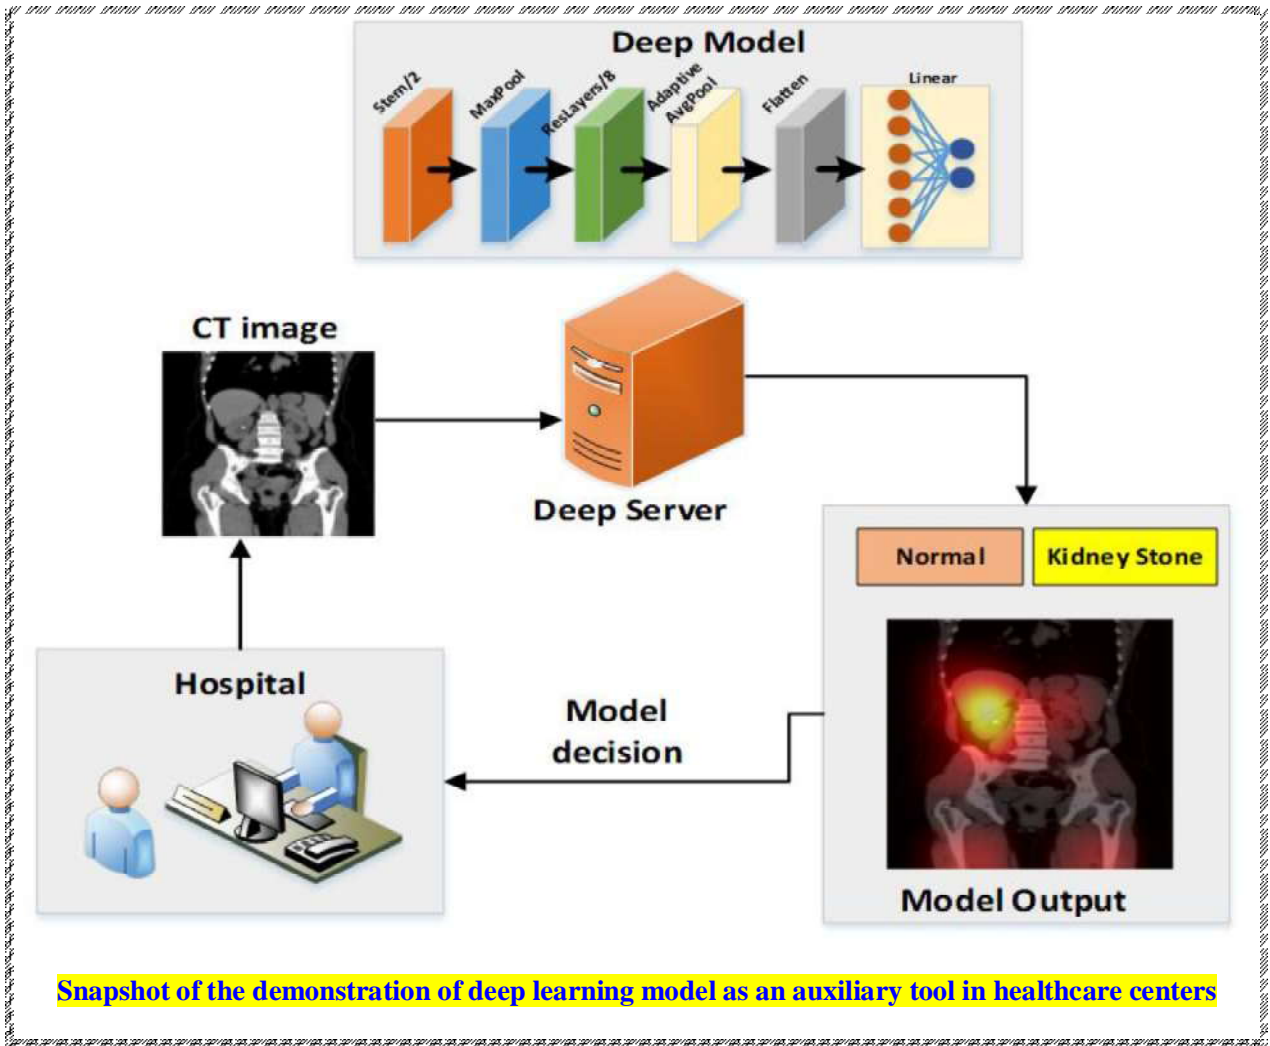 Deep Model
Stem/2
MaxPool
ResLayers/8
Adaptive
AvgPool
Flatten
Linear
CT image
Deep Server
Normal
Kidney Stone
Hospital
Model
decision
Model Output
Snapshot of the demonstration of deep learning model as an auxiliary tool in healthcare centers